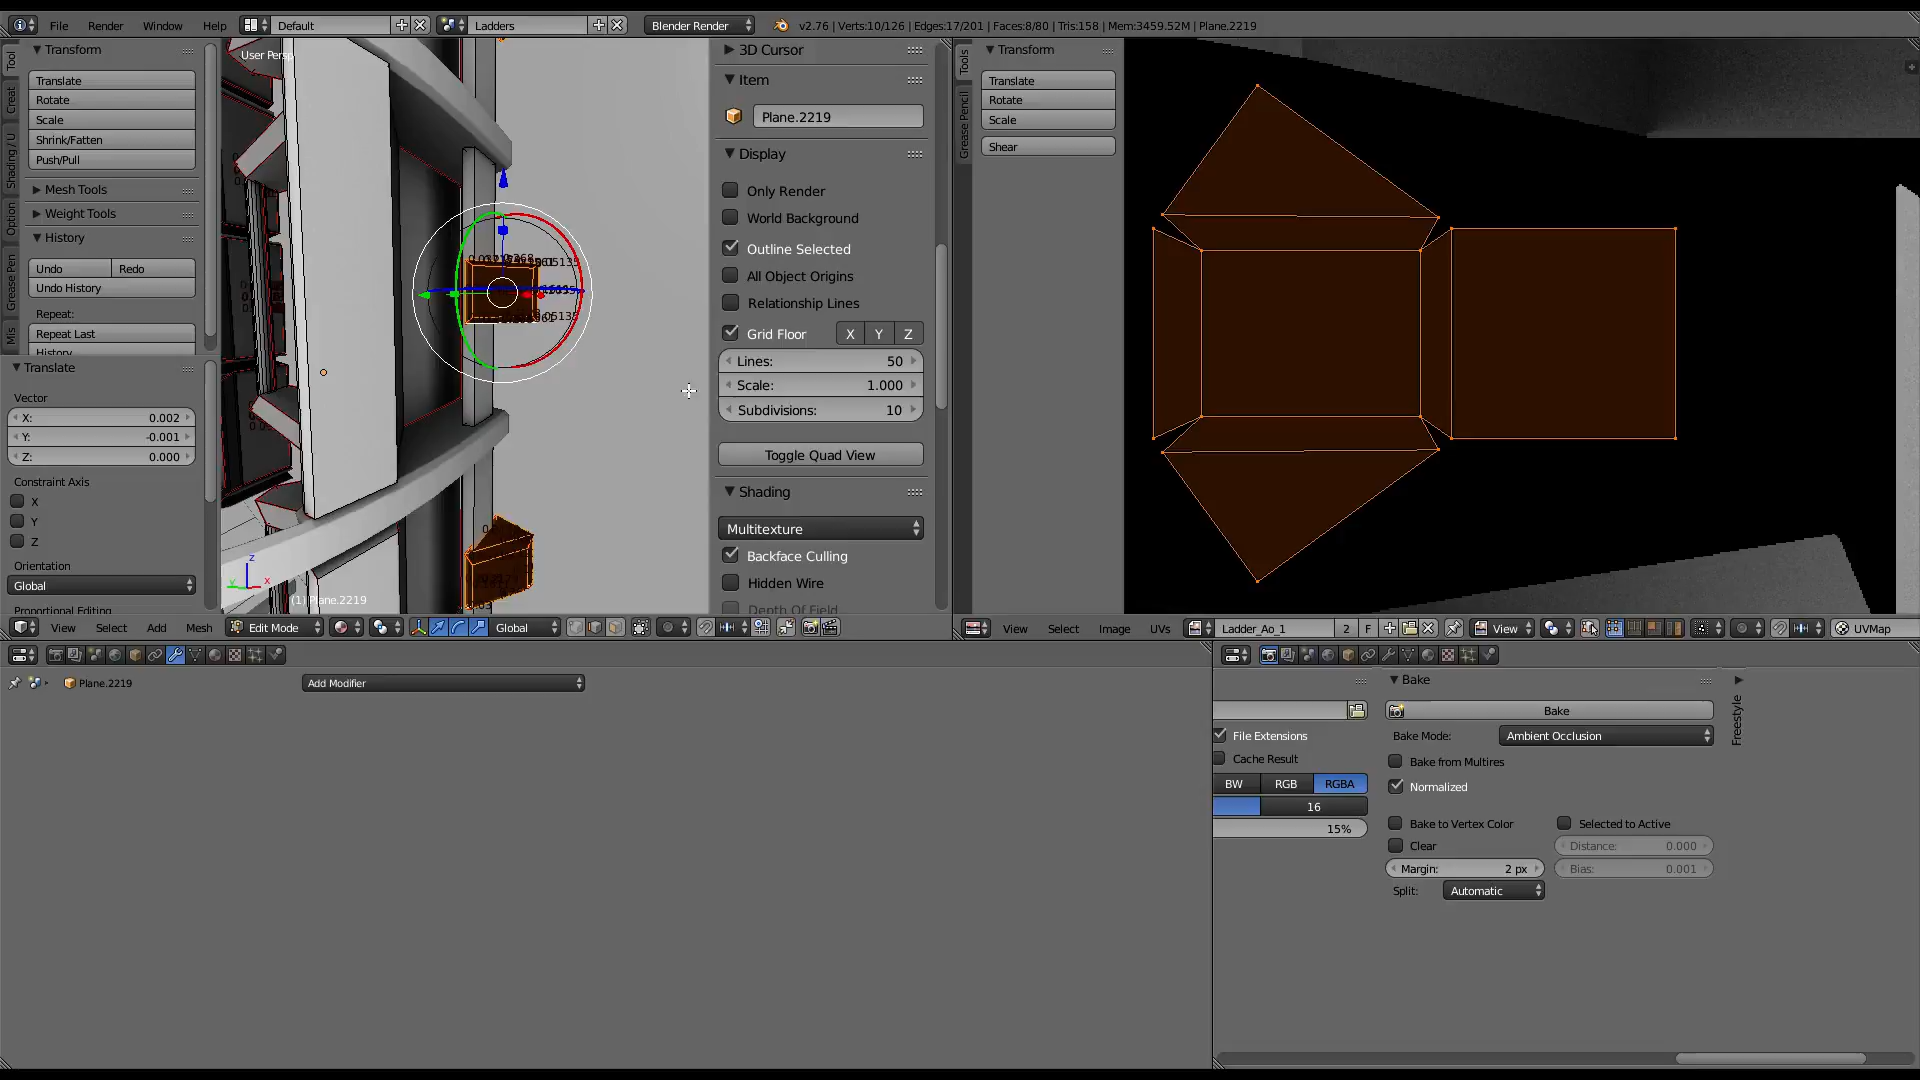 File Render Window Help Default Ladders Blender Render v2.76 | Verts:10/126 | Edges:17/201 | Faces:8/80 | Tris:158 | Mem:3459.52M | Plane.2219
Transform
Translate
Rotate
Scale
Shrink/Fatten
Push/Pull
Mesh Tools
Weight Tools
History
Undo Redo
Undo History
Repeat:
Repeat Last
History
Tool
Creat
Shading / U
Option
Grease Pen
Mis
Translate
Vector
X: 0.002
Y: -0.001
Z: 0.000
Constraint Axis
X
Y
Z
Orientation
Global
Proportional Editing
User Persp
(1) Plane.2219
3D Cursor
Item
Plane.2219
Display
Only Render
World Background
Outline Selected
All Object Origins
Relationship Lines
Grid Floor X Y Z
Lines: 50
Scale: 1.000
Subdivisions: 10
Toggle Quad View
Shading
Multitexture
Backface Culling
Hidden Wire
Depth Of Field
Tools
Grease Pencil
Transform
Translate
Rotate
Scale
Shear
View Select Add Mesh Edit Mode Global
View Select Image UVs Ladder_Ao_1 2 F View UVMap
Plane.2219 Add Modifier
File Extensions
Cache Result
BW RGB RGBA
16
15%
Bake
Bake
Bake Mode: Ambient Occlusion
Bake from Multires
Normalized
Bake to Vertex Color Selected to Active
Clear Distance: 0.000
Margin: 2 px Bias: 0.001
Split: Automatic
Freestyle